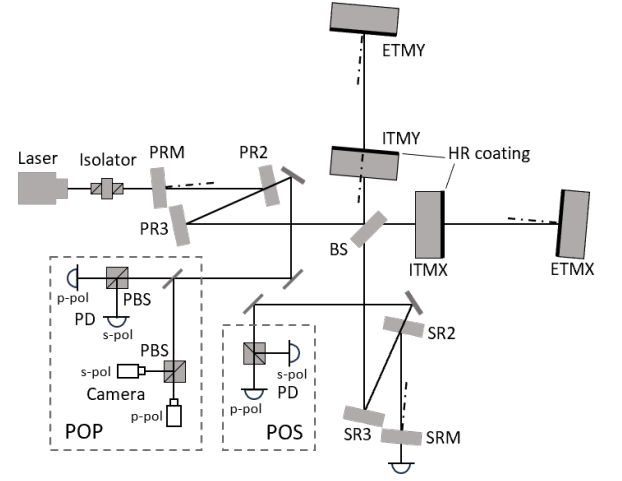 ETMY
ITMY
HR coating
Laser
Isolator
PRM
PR2
PR3
BS
ITMX
ETMX
p-pol
PBS
PD
s-pol
PBS
s-pol
Camera
p-pol
POP
s-pol
PD
p-pol
POS
SR2
SR3
SRM